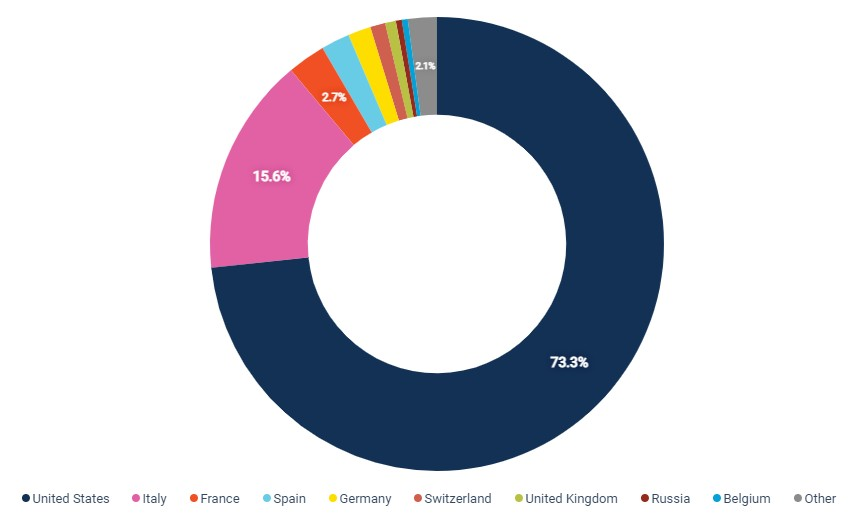 2.1%
2.7%
15.6%
73.3%
United States Italy France Spain Germany Switzerland United Kingdom Russia Belgium Other